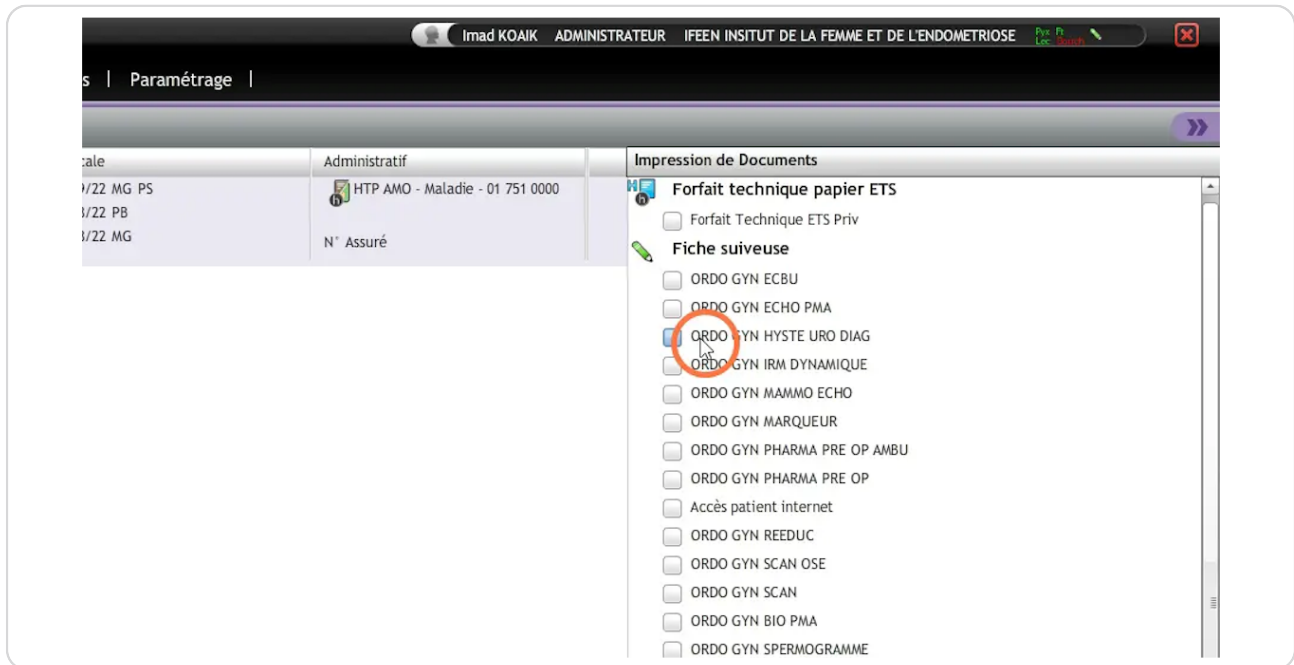 Imad KOAIK ADMINISTRATEUR IFEEN INSITUT DE LA FEMME ET DE L'ENDOMETRIOSE
s | Paramétrage |
cale
/22 MG PS
/22 PB
/22 MG
Administratif
HTP AMO - Maladie - 01 751 0000
N° Assuré
Impression de Documents
Forfait technique papier ETS
Forfait Technique ETS Priv
Fiche suiveuse
ORDO GYN ECBU
ORDO GYN ECHO PMA
ORDO GYN HYSTE URO DIAG
ORDO GYN IRM DYNAMIQUE
ORDO GYN MAMMO ECHO
ORDO GYN MARQUEUR
ORDO GYN PHARMA PRE OP AMBU
ORDO GYN PHARMA PRE OP
Accès patient internet
ORDO GYN REEDUC
ORDO GYN SCAN OSE
ORDO GYN SCAN
ORDO GYN BIO PMA
ORDO GYN SPERMOGRAMME